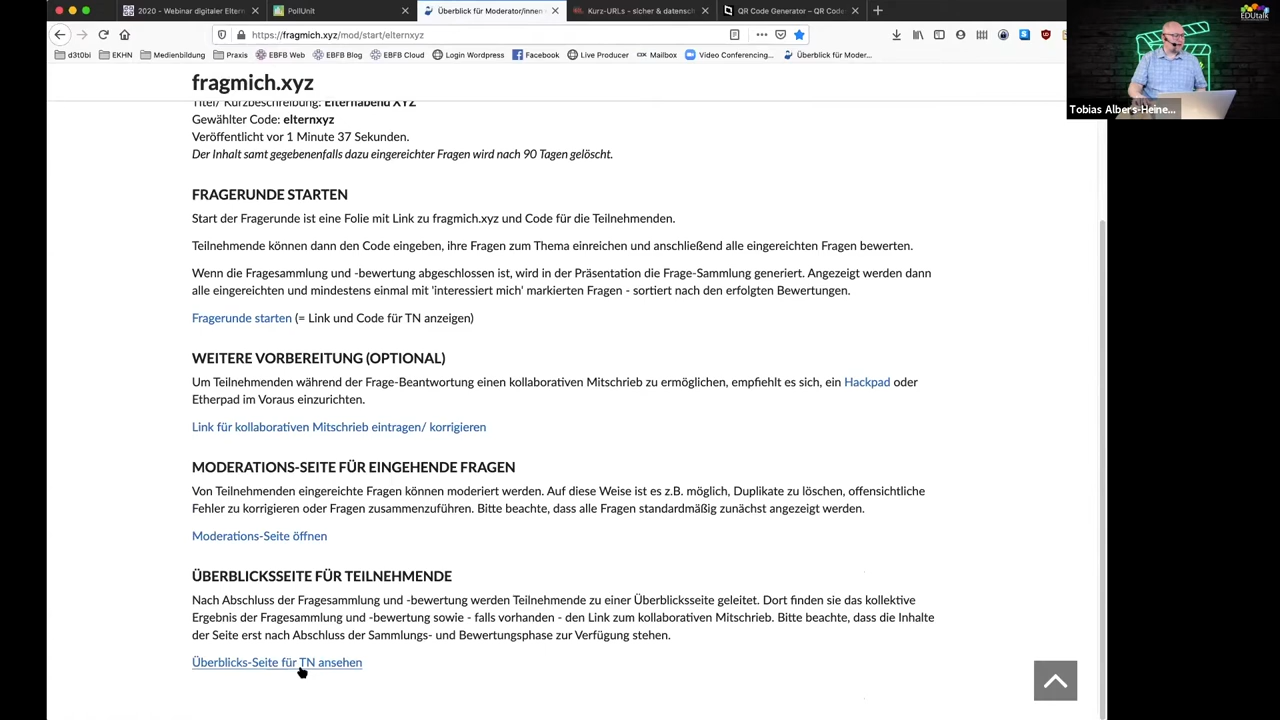 2020 - Webinar digitaler Eltern
PollUnit
Überblick für Moderator/innen
Kurz-URLs - sicher & datensch
QR Code Generator - QR Code
https://fragmich.xyz/mod/start/elternxyz
d3t0bi
EKHN
Medienbildung
Praxis
EBFB Web
EBFB Blog
EBFB Cloud
Login Wordpress
Facebook
Live Producer
Mailbox
Video Conferencing...
Überblick für Moder...
EDUtalk
Tobias Albers-Heine...
fragmich.xyz
Titel/ Kurzbeschreibung: Elternabend XYZ
Gewählter Code: elternxyz
Veröffentlicht vor 1 Minute 37 Sekunden.
Der Inhalt samt gegebenenfalls dazu eingereichter Fragen wird nach 90 Tagen gelöscht.
FRAGERUNDE STARTEN
Start der Fragerunde ist eine Folie mit Link zu fragmich.xyz und Code für die Teilnehmenden.
Teilnehmende können dann den Code eingeben, ihre Fragen zum Thema einreichen und anschließend alle eingereichten Fragen bewerten.
Wenn die Fragesammlung und -bewertung abgeschlossen ist, wird in der Präsentation die Frage-Sammlung generiert. Angezeigt werden dann
alle eingereichten und mindestens einmal mit 'interessiert mich' markierten Fragen - sortiert nach den erfolgten Bewertungen.
Fragerunde starten (= Link und Code für TN anzeigen)
WEITERE VORBEREITUNG (OPTIONAL)
Um Teilnehmenden während der Frage-Beantwortung einen kollaborativen Mitschrieb zu ermöglichen, empfiehlt es sich, ein Hackpad oder
Etherpad im Voraus einzurichten.
Link für kollaborativen Mitschrieb eintragen/ korrigieren
MODERATIONS-SEITE FÜR EINGEHENDE FRAGEN
Von Teilnehmenden eingereichte Fragen können moderiert werden. Auf diese Weise ist es z.B. möglich, Duplikate zu löschen, offensichtliche
Fehler zu korrigieren oder Fragen zusammenzuführen. Bitte beachte, dass alle Fragen standardmäßig zunächst angezeigt werden.
Moderations-Seite öffnen
ÜBERBLICKSSEITE FÜR TEILNEHMENDE
Nach Abschluss der Fragesammlung und -bewertung werden Teilnehmende zu einer Überblicksseite geleitet. Dort finden sie das kollektive
Ergebnis der Fragesammlung und -bewertung sowie - falls vorhanden - den Link zum kollaborativen Mitschrieb. Bitte beachte, dass die Inhalte
der Seite erst nach Abschluss der Sammlungs- und Bewertungsphase zur Verfügung stehen.
Überblicks-Seite für TN ansehen